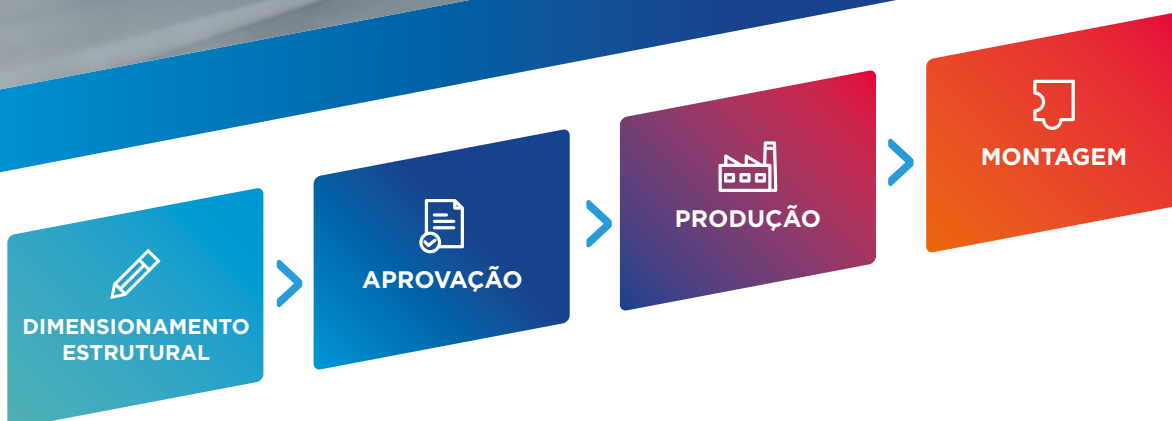 DIMENSIONAMENTO
ESTRUTURAL
APROVAÇÃO
PRODUÇÃO
MONTAGEM